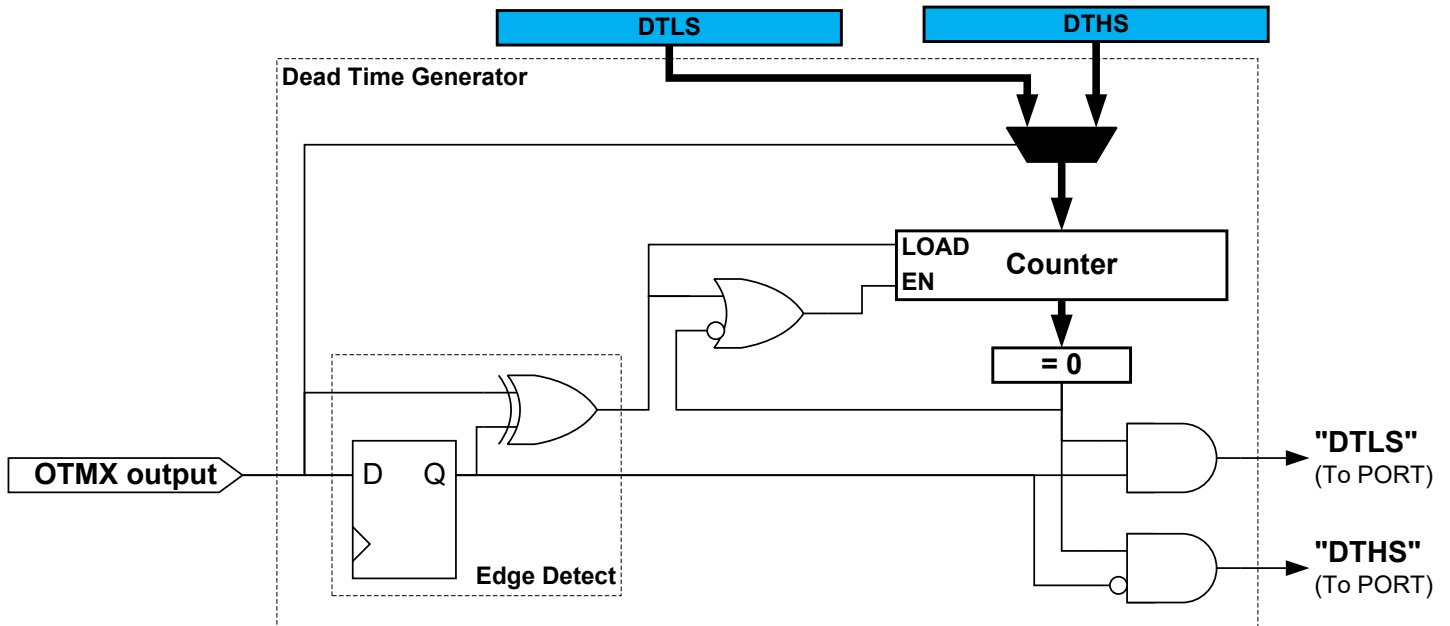 DTLS
DTHS
Dead Time Generator
LOAD
Counter
EN
= 0
OTMX output
D
Q
Edge Detect
"DTLS"
(To PORT)
"DTHS"
(To PORT)